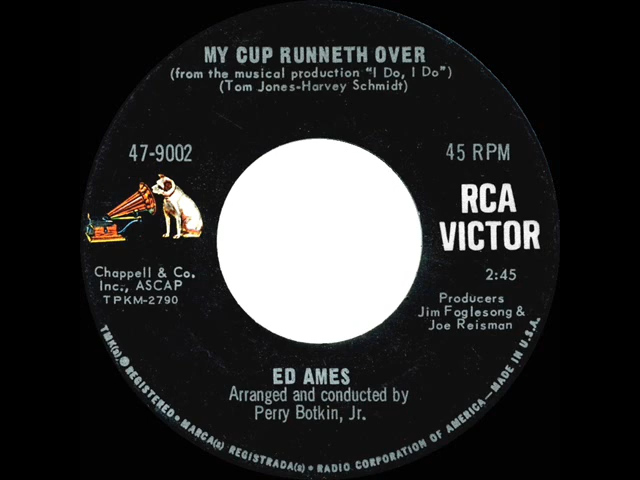 MY CUP RUNNETH OVER
(from the musical production "I Do, I Do")
(Tom Jones-Harvey Schmidt)
47-9002
45 RPM
RCA
VICTOR
Chappell & Co.
Inc., ASCAP
TPKM-2790
2:45
Producers
Jim Foglesong &
Joe Reisman
ED AMES
Arranged and conducted by
Perry Botkin, Jr.
TMK(s) ® REGISTERED • MARCA(s) REGISTRADA(s) • RADIO CORPORATION OF AMERICA—MADE IN U.S.A.